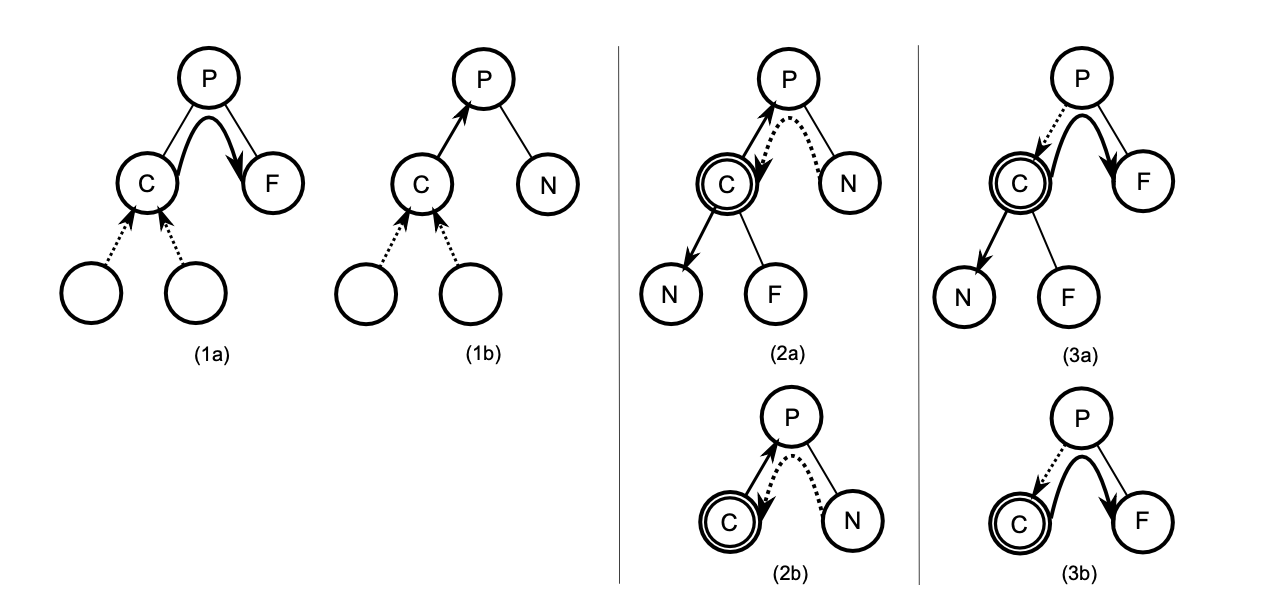 P P P P
C F C N C N C F
N F N F
(1a) (1b) (2a) (3a)
P P
C N C F
(2b) (3b)